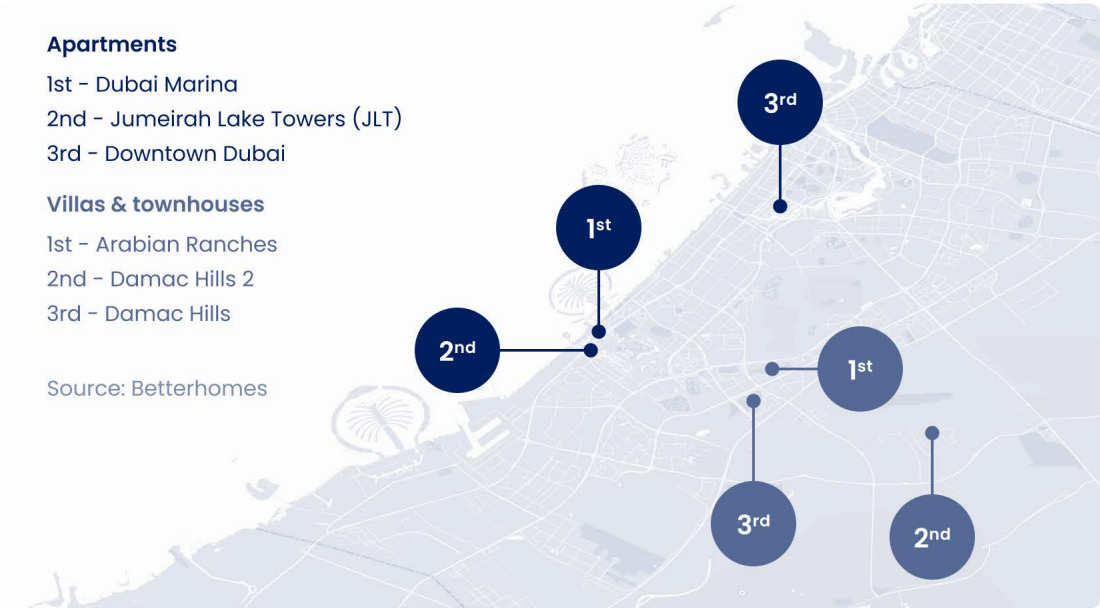 Apartments
1st - Dubai Marina
2nd - Jumeirah Lake Towers (JLT)
3rd - Downtown Dubai
Villas & townhouses
1st - Arabian Ranches
2nd - Damac Hills 2
3rd - Damac Hills
Source: Betterhomes
3rd
1st
2nd
1st
3rd
2nd